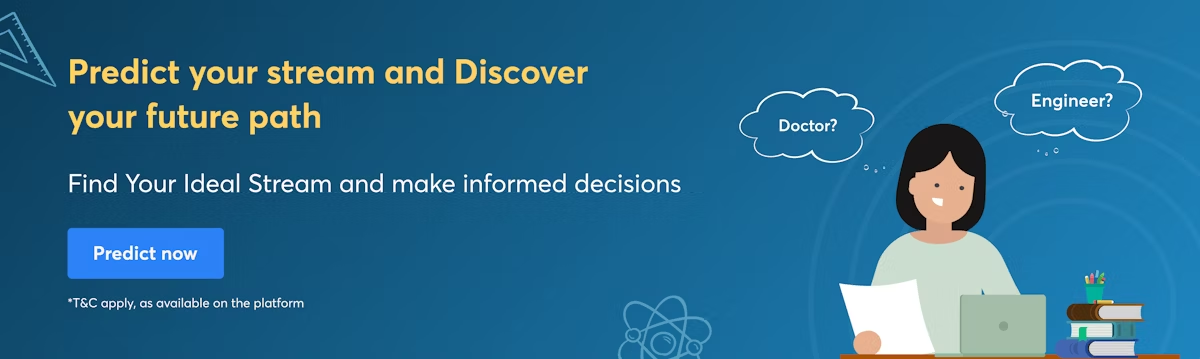 Predict your stream and Discover
your future path
Find Your Ideal Stream and make informed decisions
Predict now
*T&C apply, as available on the platform
Doctor?
Engineer?